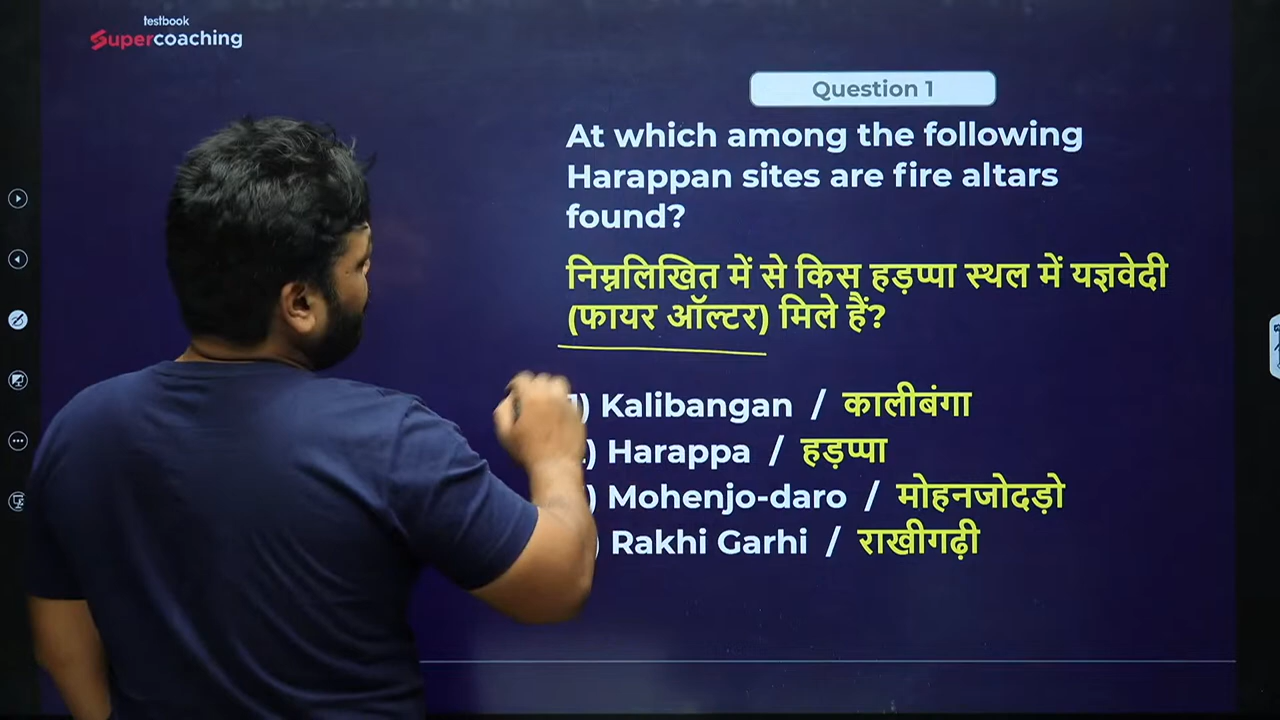 testbook
Supercoaching
Question 1
At which among the following
Harappan sites are fire altars
found?
निम्नलिखित में से किस हड़प्पा स्थल में यज्ञवेदी
(फायर ऑल्टर) मिले हैं?
1) Kalibangan / कालीबंगा
) Harappa / हड़प्पा
) Mohenjo-daro / मोहनजोदड़ो
) Rakhi Garhi / राखीगढ़ी